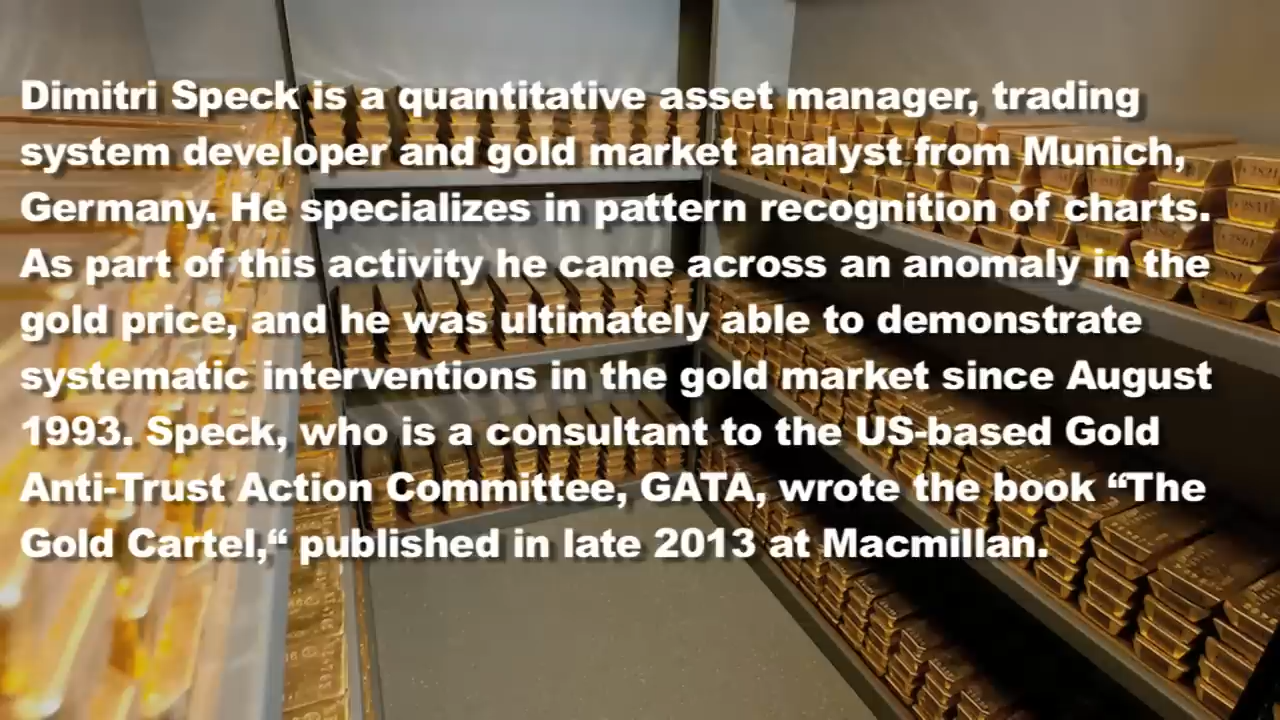 Dimitri Speck is a quantitative asset manager, trading
system developer and gold market analyst from Munich,
Germany. He specializes in pattern recognition of charts.
As part of this activity he came across an anomaly in the
gold price, and he was ultimately able to demonstrate
systematic interventions in the gold market since August
1993. Speck, who is a consultant to the US-based Gold
Anti-Trust Action Committee, GATA, wrote the book “The
Gold Cartel,“ published in late 2013 at Macmillan.